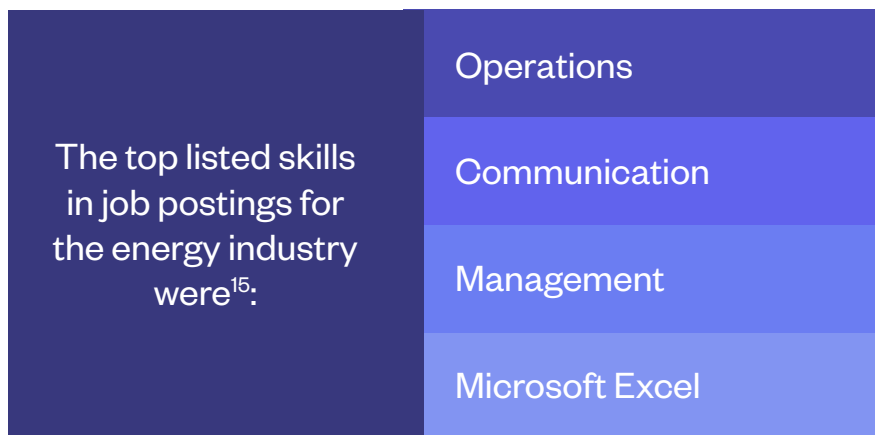 The top listed skills
in job postings for
the energy industry
were¹⁵:
Operations
Communication
Management
Microsoft Excel